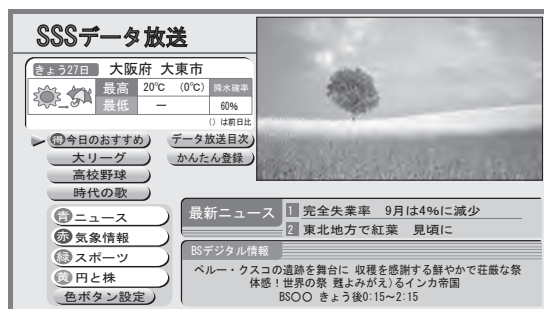 SSSデータ放送
きょう27日 大阪府 大東市
最高 20℃ (0℃) 降水確率
最低 ー 60%
()は前日比
得今日のおすすめ
データ放送目次
大リーグ
かんたん登録
高校野球
時代の歌
青 ニュース
赤 気象情報
緑 スポーツ
黄 円と株
色ボタン設定
最新ニュース
1 完全失業率 9月は4%に減少
2 東北地方で紅葉 見頃に
BSデジタル情報
ペルー・クスコの遺跡を舞台に 収穫を感謝する鮮やかで荘厳な祭
体感!世界の祭 甦よみがえ)るインカ帝国
BS○○ きょう後0:15~2:15